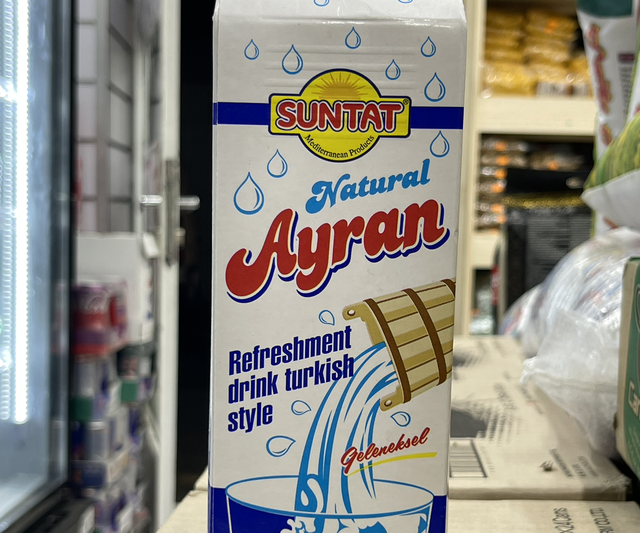 SUNTAT
Mediterranean Products
Natural
Ayran
Refreshment
drink turkish
style
Geleneksel